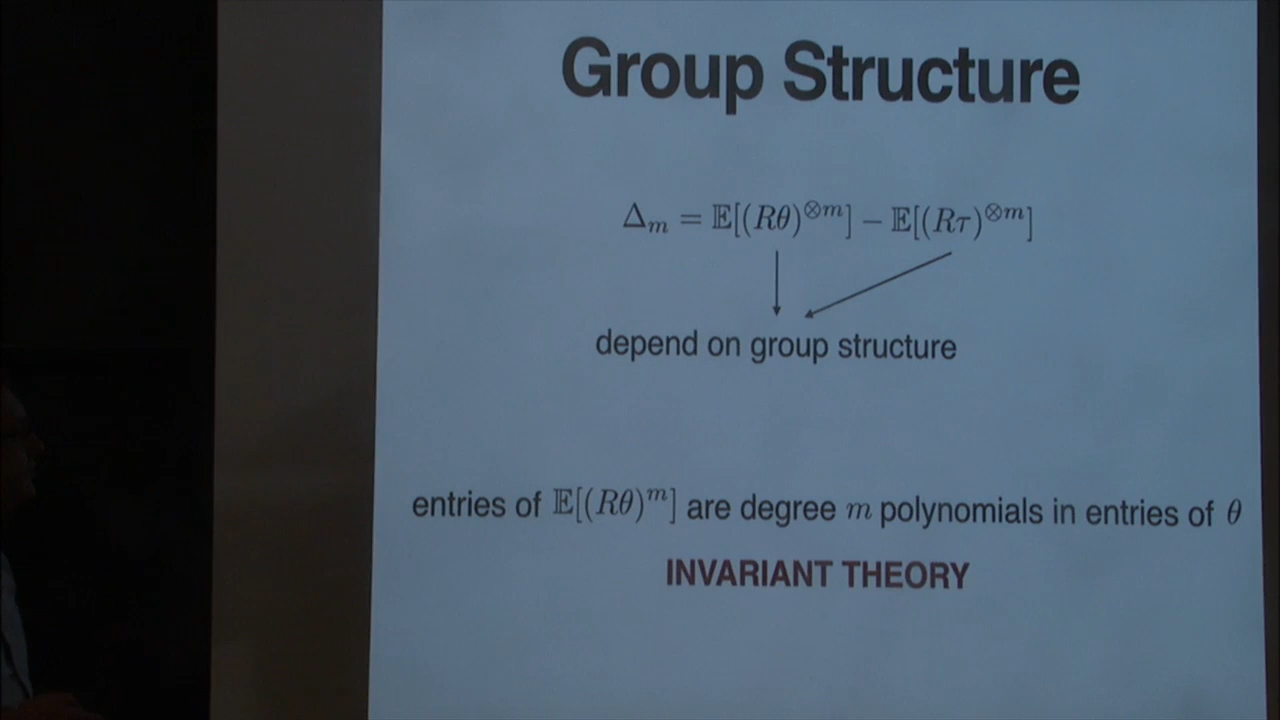 Group Structure
Δ_m = 𝔼[(Rθ)^{⊗m}] − 𝔼[(Rτ)^{⊗m}]
depend on group structure
entries of 𝔼[(Rθ)^m] are degree m polynomials in entries of θ
INVARIANT THEORY